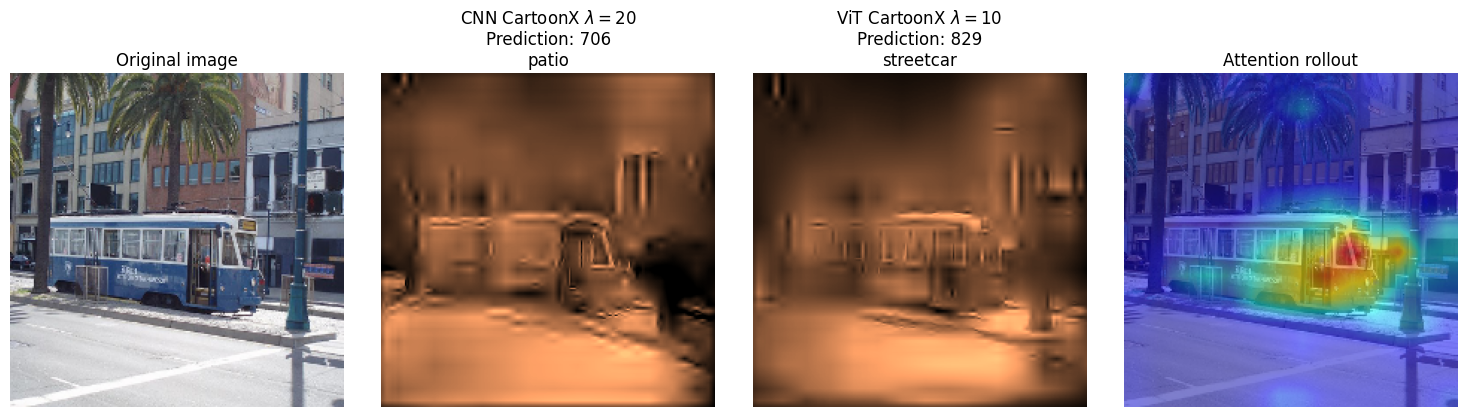 Original image
CNN CartoonX λ = 20
Prediction: 706
patio
ViT CartoonX λ = 10
Prediction: 829
streetcar
Attention rollout